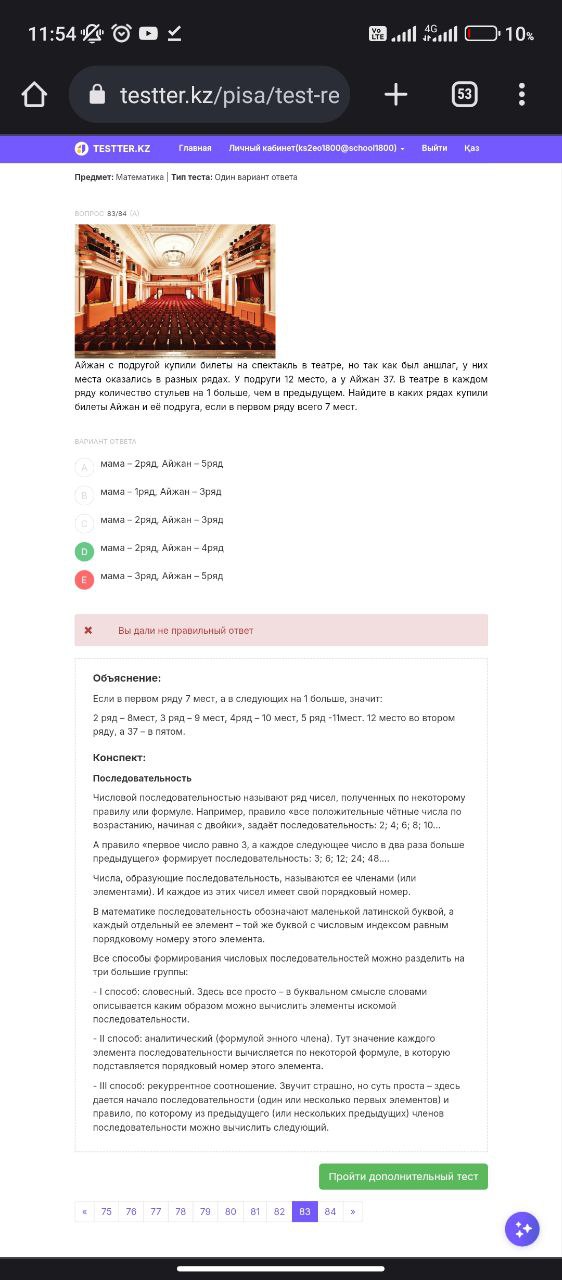 11:54
Vo LTE
4G
10%
testter.kz/pisa/test-re
53
TESTTER.KZ Главная Личный кабинет(ks2eo1800@school1800) Выйти Қаз
Предмет: Математика | Тип теста: Один вариант ответа
ВОПРОС 83/84 (A)
Айжан с подругой купили билеты на спектакль в театре, но так как был аншлаг, у них
места оказались в разных рядах. У подруги 12 место, а у Айжан 37. В театре в каждом
ряду количество стульев на 1 больше, чем в предыдущем. Найдите в каких рядах купили
билеты Айжан и её подруга, если в первом ряду всего 7 мест.
ВАРИАНТ ОТВЕТА
A мама – 2ряд, Айжан – 5ряд
B мама – 1ряд, Айжан – 3ряд
C мама – 2ряд, Айжан – 3ряд
D мама – 2ряд, Айжан – 4ряд
E мама – 3ряд, Айжан – 5ряд
Вы дали не правильный ответ
Объяснение:
Если в первом ряду 7 мест, а в следующих на 1 больше, значит:
2 ряд – 8мест, 3 ряд – 9 мест, 4ряд – 10 мест, 5 ряд -11мест. 12 место во втором
ряду, а 37 – в пятом.
Конспект:
Последовательность
Числовой последовательностью называют ряд чисел, полученных по некоторому
правилу или формуле. Например, правило «все положительные чётные числа по
возрастанию, начиная с двойки», задаёт последовательность: 2; 4; 6; 8; 10...
А правило «первое число равно 3, а каждое следующее число в два раза больше
предыдущего» формирует последовательность: 3; 6; 12; 24; 48....
Числа, образующие последовательность, называются ее членами (или
элементами). И каждое из этих чисел имеет свой порядковый номер.
В математике последовательность обозначают маленькой латинской буквой, а
каждый отдельный ее элемент – той же буквой с числовым индексом равным
порядковому номеру этого элемента.
Все способы формирования числовых последовательностей можно разделить на
три большие группы:
- I способ: словесный. Здесь все просто – в буквальном смысле словами
описывается каким образом можно вычислить элементы искомой
последовательности.
- II способ: аналитический (формулой энного члена). Тут значение каждого
элемента последовательности вычисляется по некоторой формуле, в которую
подставляется порядковый номер этого элемента.
- III способ: рекуррентное соотношение. Звучит страшно, но суть проста – здесь
дается начало последовательности (один или несколько первых элементов) и
правило, по которому из предыдущего (или нескольких предыдущих) членов
последовательности можно вычислить следующий.
Пройти дополнительный тест
« 75 76 77 78 79 80 81 82 83 84 »